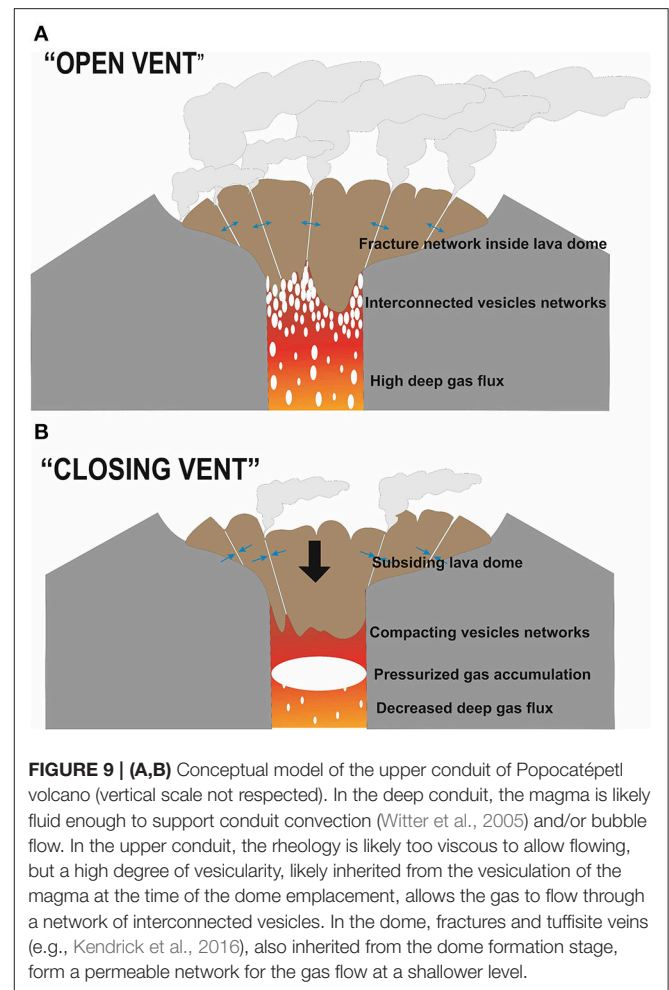 A
“OPEN VENT”
Fracture network inside lava dome
Interconnected vesicles networks
High deep gas flux
B
“CLOSING VENT”
Subsiding lava dome
Compacting vesicles networks
Pressurized gas accumulation
Decreased deep gas flux
FIGURE 9 | (A,B) Conceptual model of the upper conduit of Popocatépetl
volcano (vertical scale not respected). In the deep conduit, the magma is likely
fluid enough to support conduit convection (Witter et al., 2005) and/or bubble
flow. In the upper conduit, the rheology is likely too viscous to allow flowing,
but a high degree of vesicularity, likely inherited from the vesiculation of the
magma at the time of the dome emplacement, allows the gas to flow through
a network of interconnected vesicles. In the dome, fractures and tuffisite veins
(e.g., Kendrick et al., 2016), also inherited from the dome formation stage,
form a permeable network for the gas flow at a shallower level.